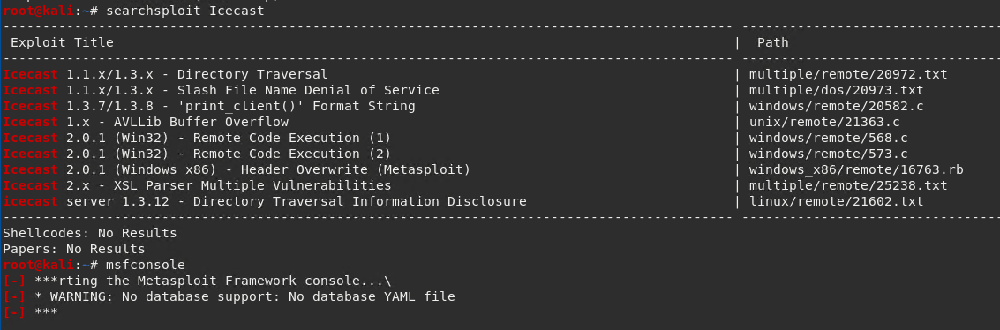 root@kali:~# searchsploit Icecast
---------------------------------------------------------------------------------------------- ---------------------------------
 Exploit Title                                                                                |  Path
---------------------------------------------------------------------------------------------- ---------------------------------
Icecast 1.1.x/1.3.x - Directory Traversal                                                     | multiple/remote/20972.txt
Icecast 1.1.x/1.3.x - Slash File Name Denial of Service                                       | multiple/dos/20973.txt
Icecast 1.3.7/1.3.8 - 'print_client()' Format String                                          | windows/remote/20582.c
Icecast 1.x - AVLLib Buffer Overflow                                                          | unix/remote/21363.c
Icecast 2.0.1 (Win32) - Remote Code Execution (1)                                             | windows/remote/568.c
Icecast 2.0.1 (Win32) - Remote Code Execution (2)                                             | windows/remote/573.c
Icecast 2.0.1 (Windows x86) - Header Overwrite (Metasploit)                                   | windows_x86/remote/16763.rb
Icecast 2.x - XSL Parser Multiple Vulnerabilities                                             | multiple/remote/25238.txt
icecast server 1.3.12 - Directory Traversal Information Disclosure                            | linux/remote/21602.txt
---------------------------------------------------------------------------------------------- ---------------------------------
Shellcodes: No Results
Papers: No Results
root@kali:~# msfconsole
[-] ***rting the Metasploit Framework console...\
[-] * WARNING: No database support: No database YAML file
[-] ***